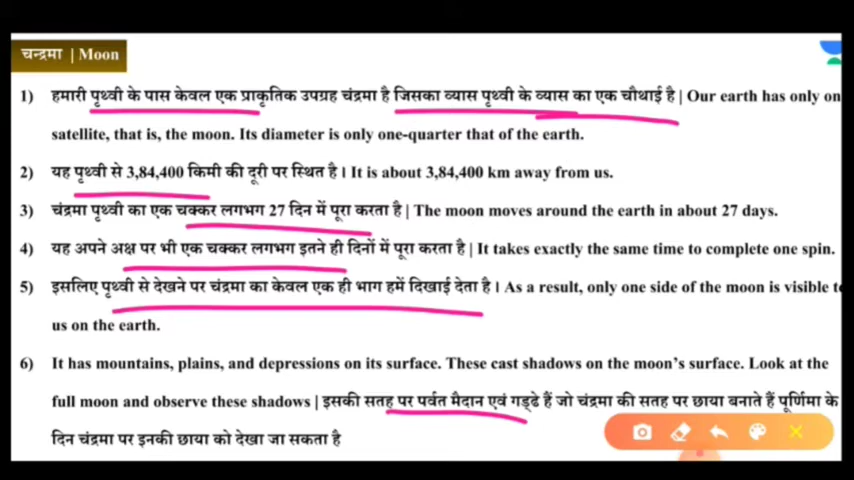 चन्द्रमा | Moon
1) हमारी पृथ्वी के पास केवल एक प्राकृतिक उपग्रह चंद्रमा है जिसका व्यास पृथ्वी के व्यास का एक चौथाई है | Our earth has only on
satellite, that is, the moon. Its diameter is only one-quarter that of the earth.
2) यह पृथ्वी से 3,84,400 किमी की दूरी पर स्थित है । It is about 3,84,400 km away from us.
3) चंद्रमा पृथ्वी का एक चक्कर लगभग 27 दिन में पूरा करता है | The moon moves around the earth in about 27 days.
4) यह अपने अक्ष पर भी एक चक्कर लगभग इतने ही दिनों में पूरा करता है | It takes exactly the same time to complete one spin.
5) इसलिए पृथ्वी से देखने पर चंद्रमा का केवल एक ही भाग हमें दिखाई देता है । As a result, only one side of the moon is visible to
us on the earth.
6) It has mountains, plains, and depressions on its surface. These cast shadows on the moon's surface. Look at the
full moon and observe these shadows | इसकी सतह पर पर्वत मैदान एवं गड्ढे हैं जो चंद्रमा की सतह पर छाया बनाते हैं पूर्णिमा के
दिन चंद्रमा पर इनकी छाया को देखा जा सकता है